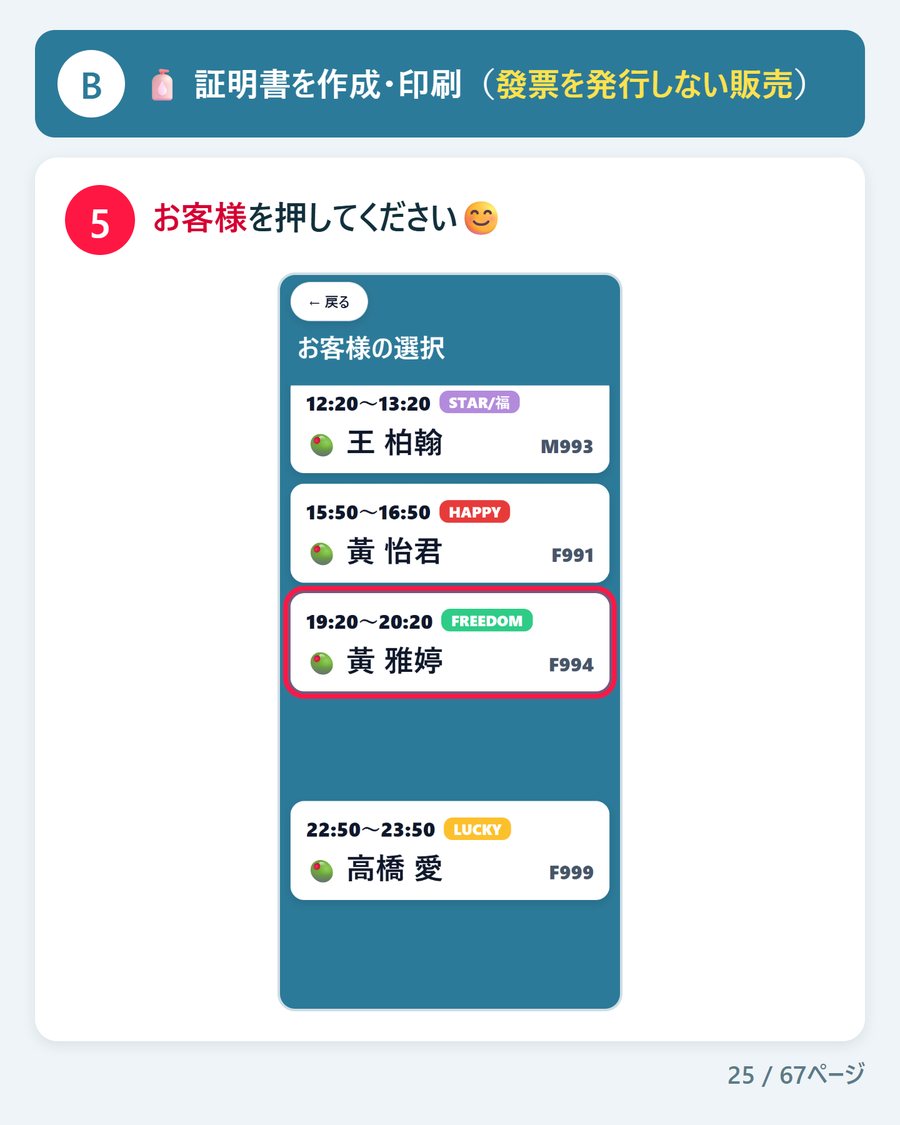 B 証明書を作成・印刷（發票を発行しない販売）
5 お客様を押してください
← 戻る
お客様の選択
12:20～13:20 STAR/福
王 柏翰 M993
15:50～16:50 HAPPY
黃 怡君 F991
19:20～20:20 FREEDOM
黃 雅婷 F994
22:50～23:50 LUCKY
高橋 愛 F999
25 / 67ページ